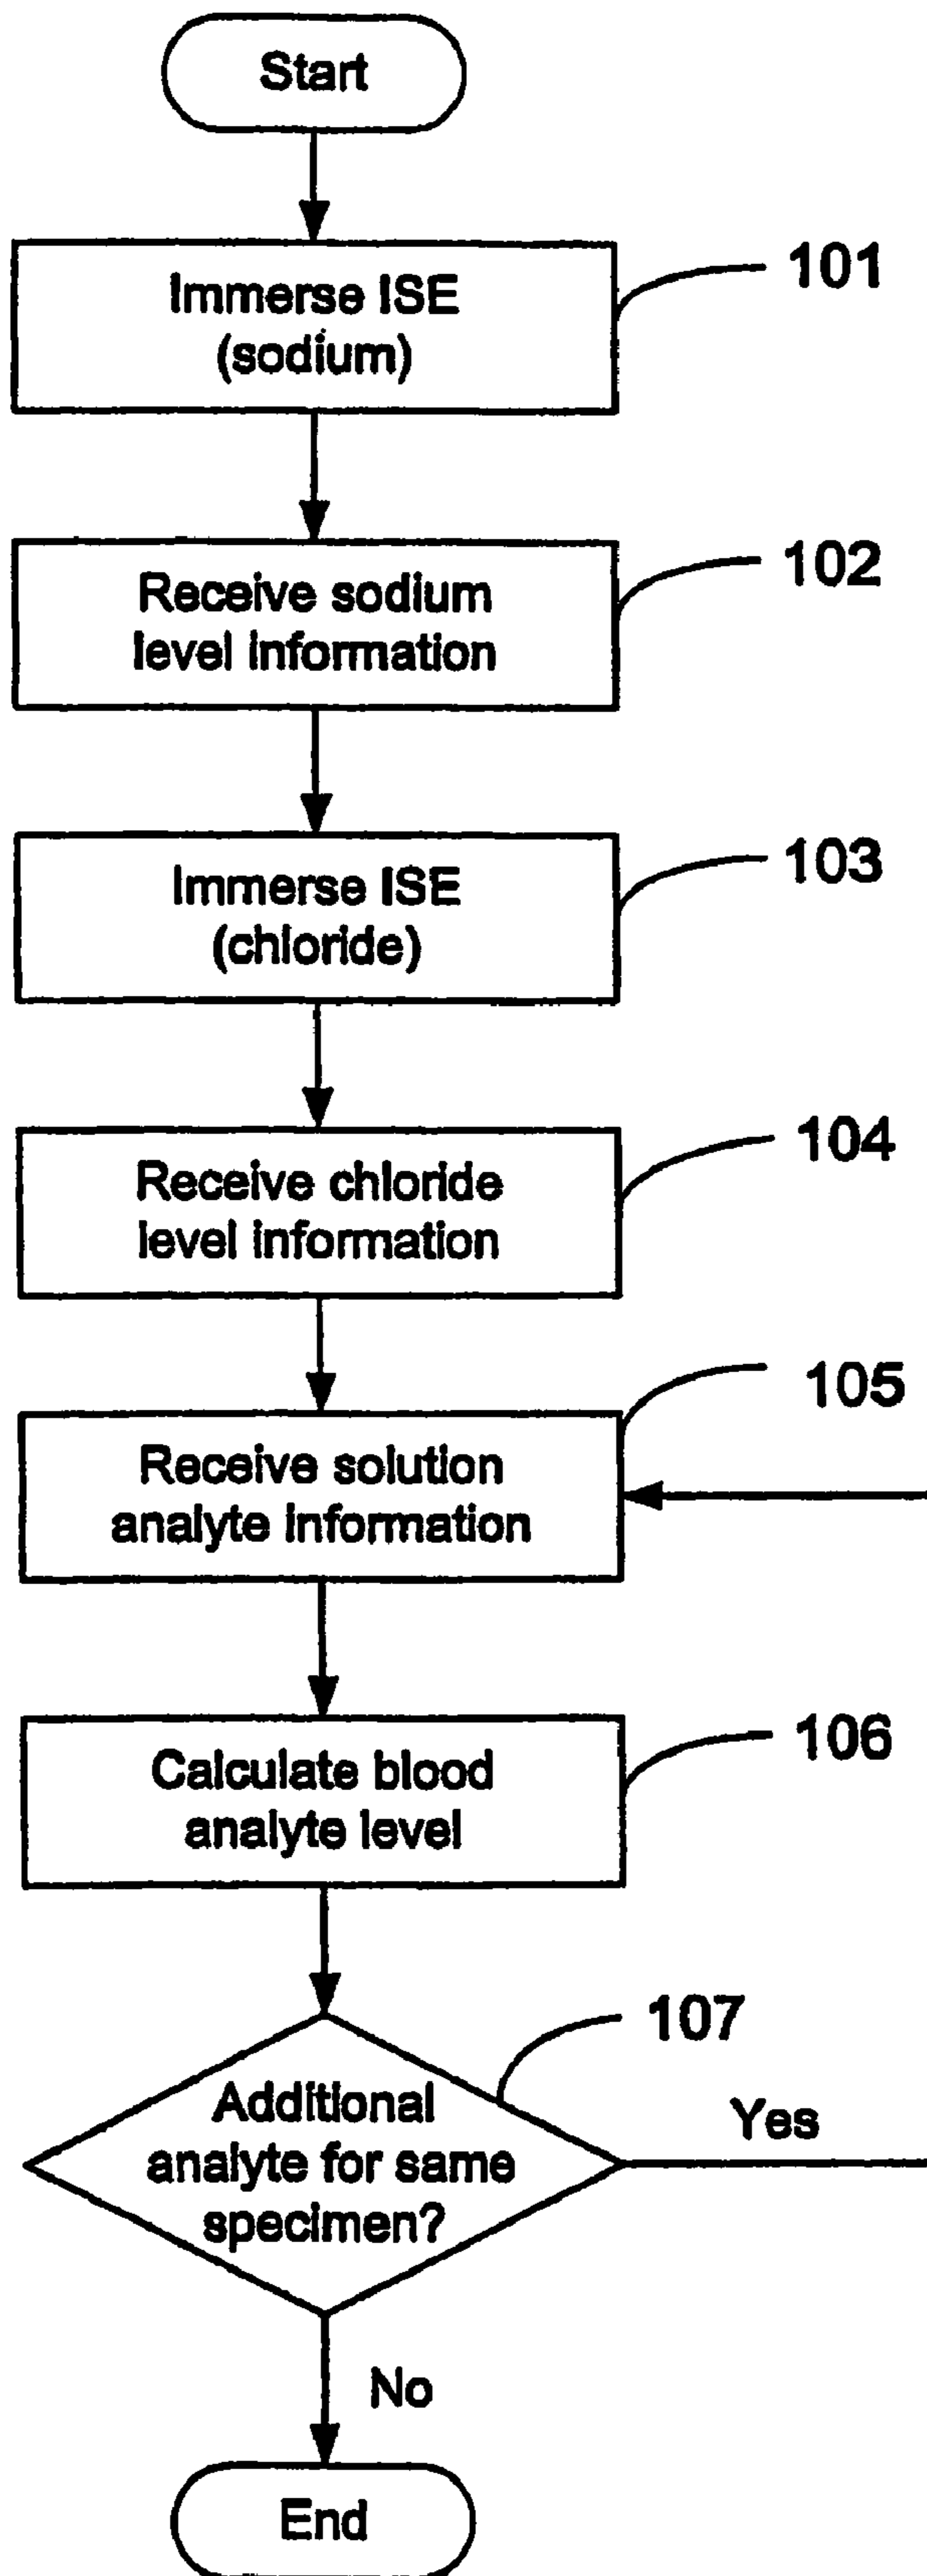 Start
Immerse ISE
(sodium)
101
Receive sodium
level information
102
Immerse ISE
(chloride)
103
Receive chloride
level information
104
Receive solution
analyte information
105
Calculate blood
analyte level
106
Additional
analyte for same
specimen?
107
Yes
No
End